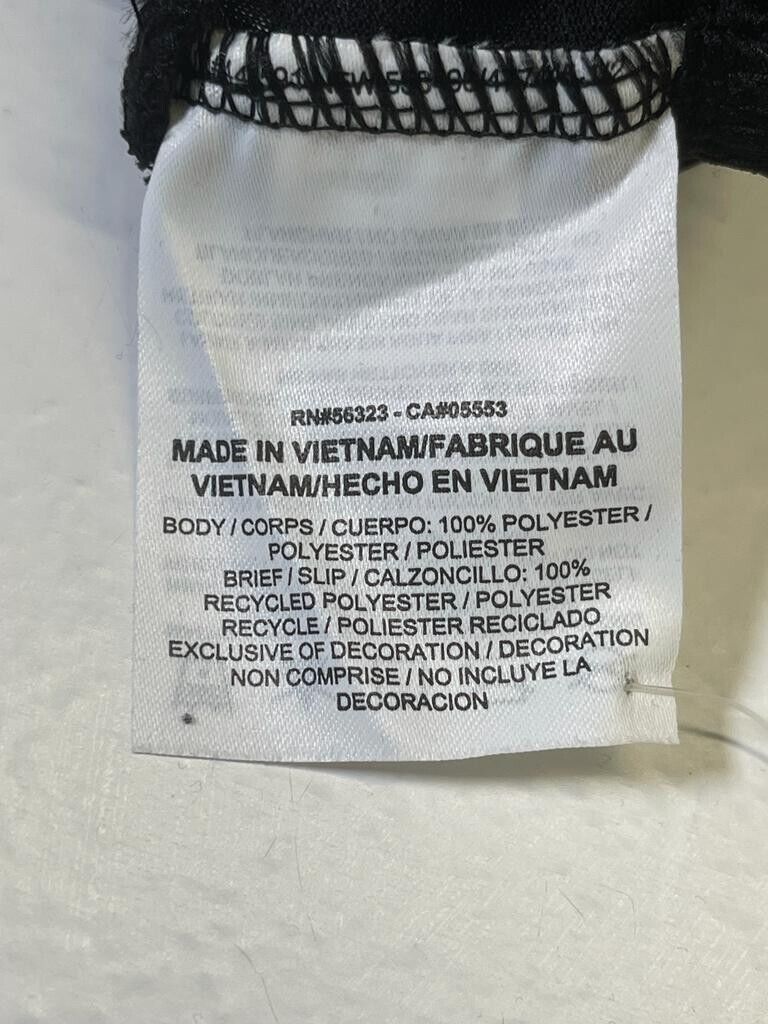 RN#56323 - CA#05553
MADE IN VIETNAM/FABRIQUE AU
VIETNAM/HECHO EN VIETNAM
BODY / CORPS / CUERPO: 100% POLYESTER /
POLYESTER / POLIESTER
BRIEF / SLIP / CALZONCILLO: 100%
RECYCLED POLYESTER / POLYESTER
RECYCLE / POLIESTER RECICLADO
EXCLUSIVE OF DECORATION / DECORATION
NON COMPRISE / NO INCLUYE LA
DECORACION